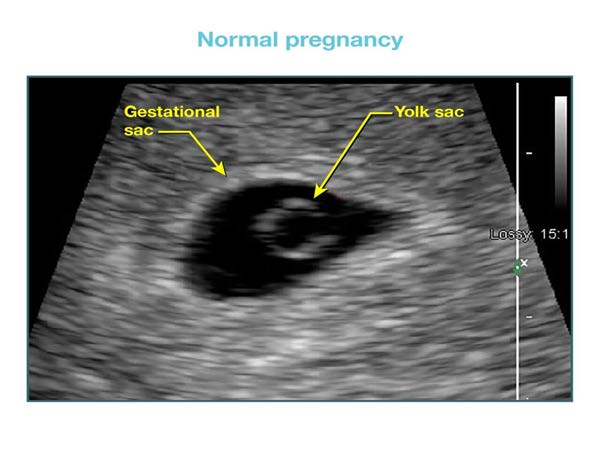 Normal pregnancy
Gestational
sac
Yolk sac
Lossy 15:1
x